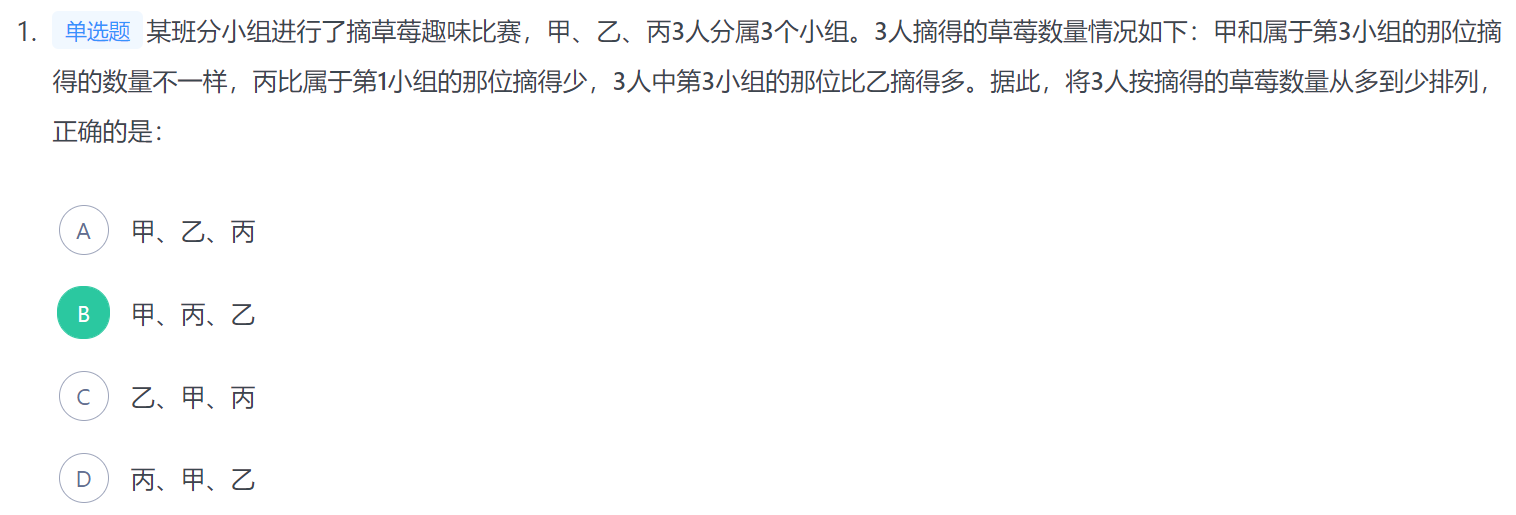 1. 单选题 某班分小组进行了摘草莓趣味比赛，甲、乙、丙3人分属3个小组。3人摘得的草莓数量情况如下：甲和属于第3小组的那位摘
得的数量不一样，丙比属于第1小组的那位摘得少，3人中第3小组的那位比乙摘得多。据此，将3人按摘得的草莓数量从多到少排列，
正确的是：
A 甲、乙、丙
B 甲、丙、乙
C 乙、甲、丙
D 丙、甲、乙